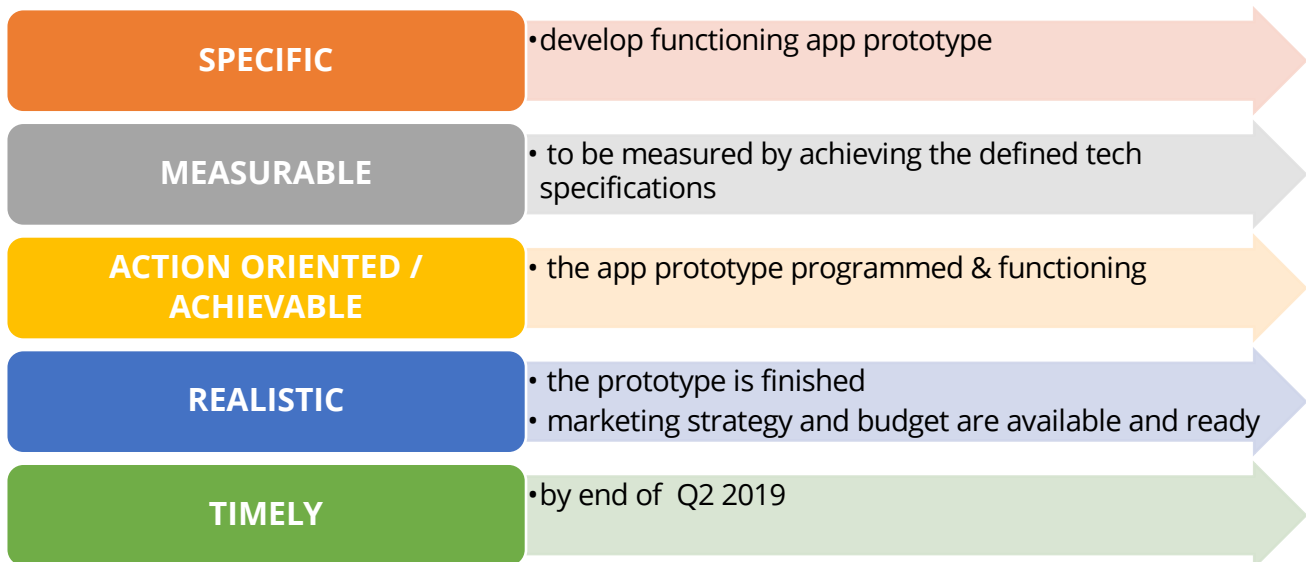 SPECIFIC
•develop functioning app prototype
MEASURABLE
• to be measured by achieving the defined tech
specifications
ACTION ORIENTED /
ACHIEVABLE
• the app prototype programmed & functioning
REALISTIC
• the prototype is finished
• marketing strategy and budget are available and ready
TIMELY
•by end of  Q2 2019